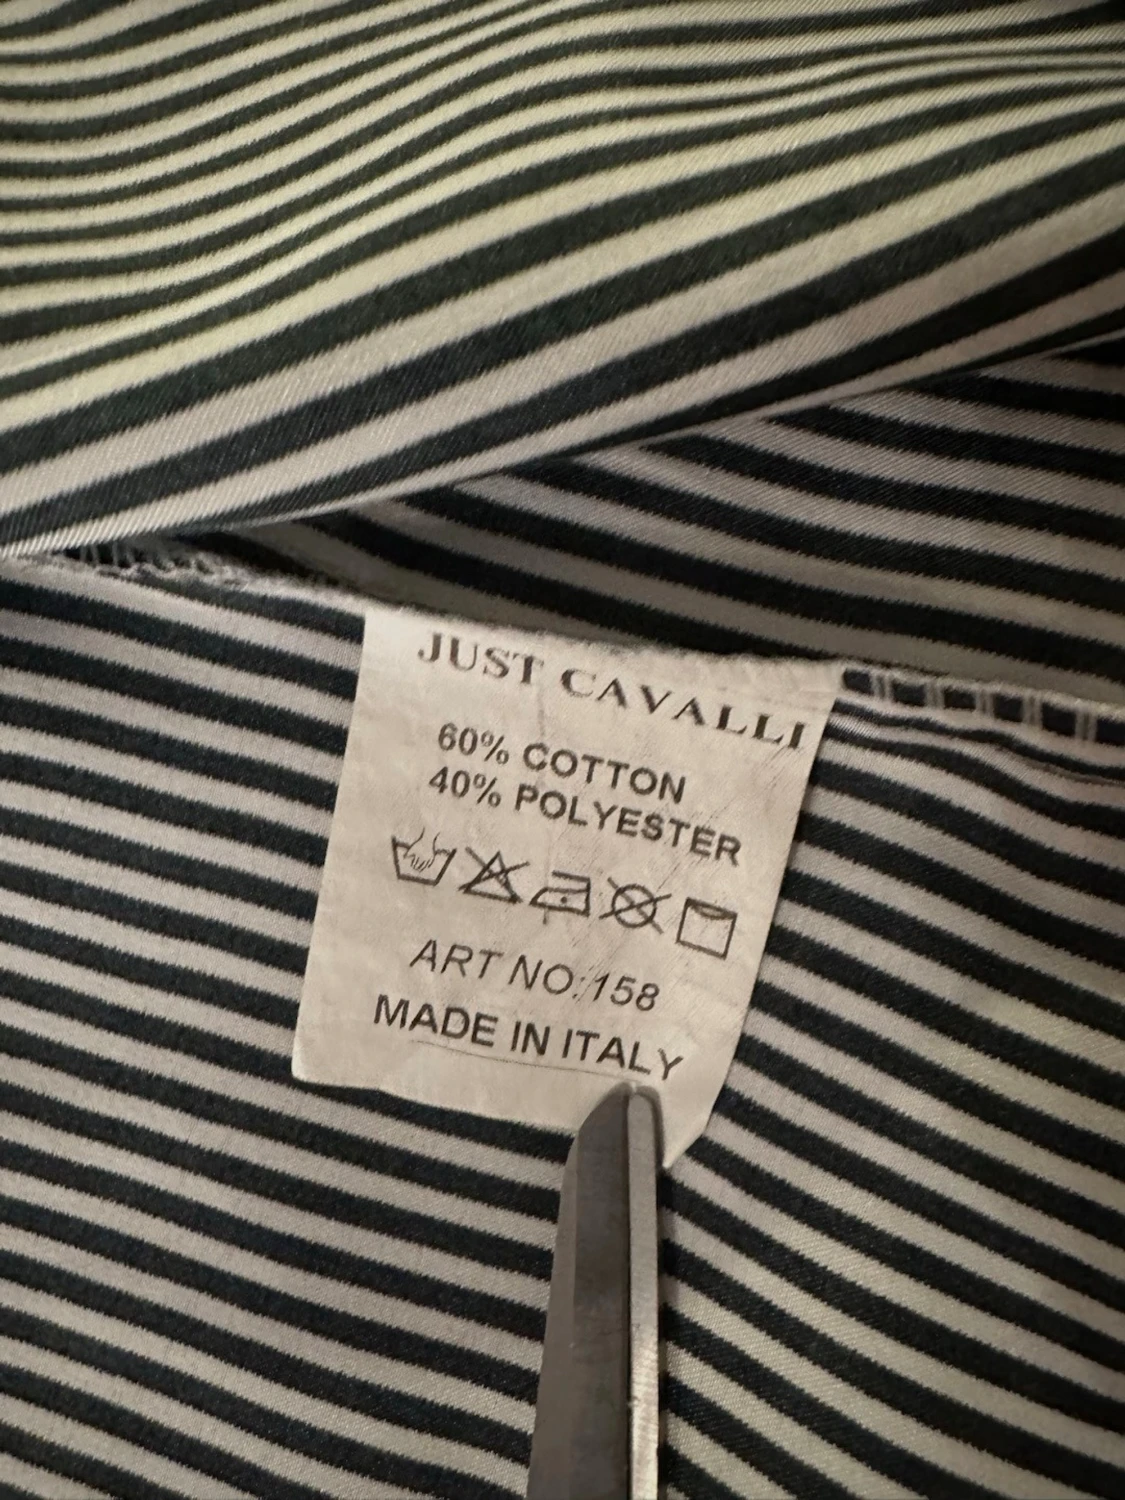 JUST CAVALLI
60% COTTON
40% POLYESTER
ART NO:158
MADE IN ITALY